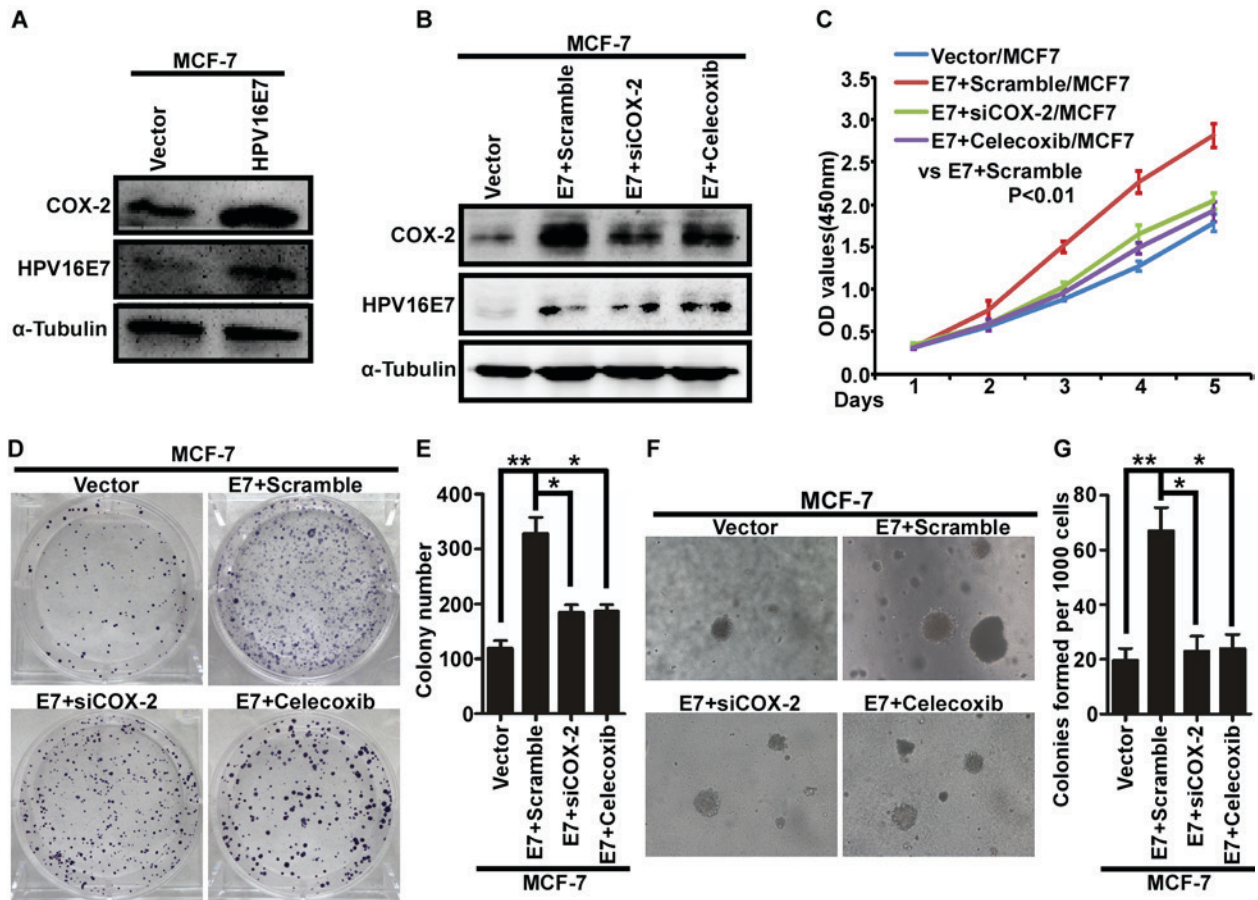 A
MCF-7
Vector
HPV16E7
COX-2
HPV16E7
α-Tubulin
B
MCF-7
Vector
E7+Scramble
E7+siCOX-2
E7+Celecoxib
COX-2
HPV16E7
α-Tubulin
C
Vector/MCF7
E7+Scramble/MCF7
E7+siCOX-2/MCF7
E7+Celecoxib/MCF7
vs E7+Scramble
P<0.01
OD values(450nm)
3.5
3.0
2.5
2.0
1.5
1.0
0.5
0.0
1 2 3 4 5
Days
D
MCF-7
Vector
E7+Scramble
E7+siCOX-2
E7+Celecoxib
E
** *
*
Colony number
400
300
200
100
0
Vector
E7+Scramble
E7+siCOX-2
E7+Celecoxib
MCF-7
F
MCF-7
Vector
E7+Scramble
E7+siCOX-2
E7+Celecoxib
G
** *
*
Colonies formed per 1000 cells
80
60
40
20
0
Vector
E7+Scramble
E7+siCOX-2
E7+Celecoxib
MCF-7